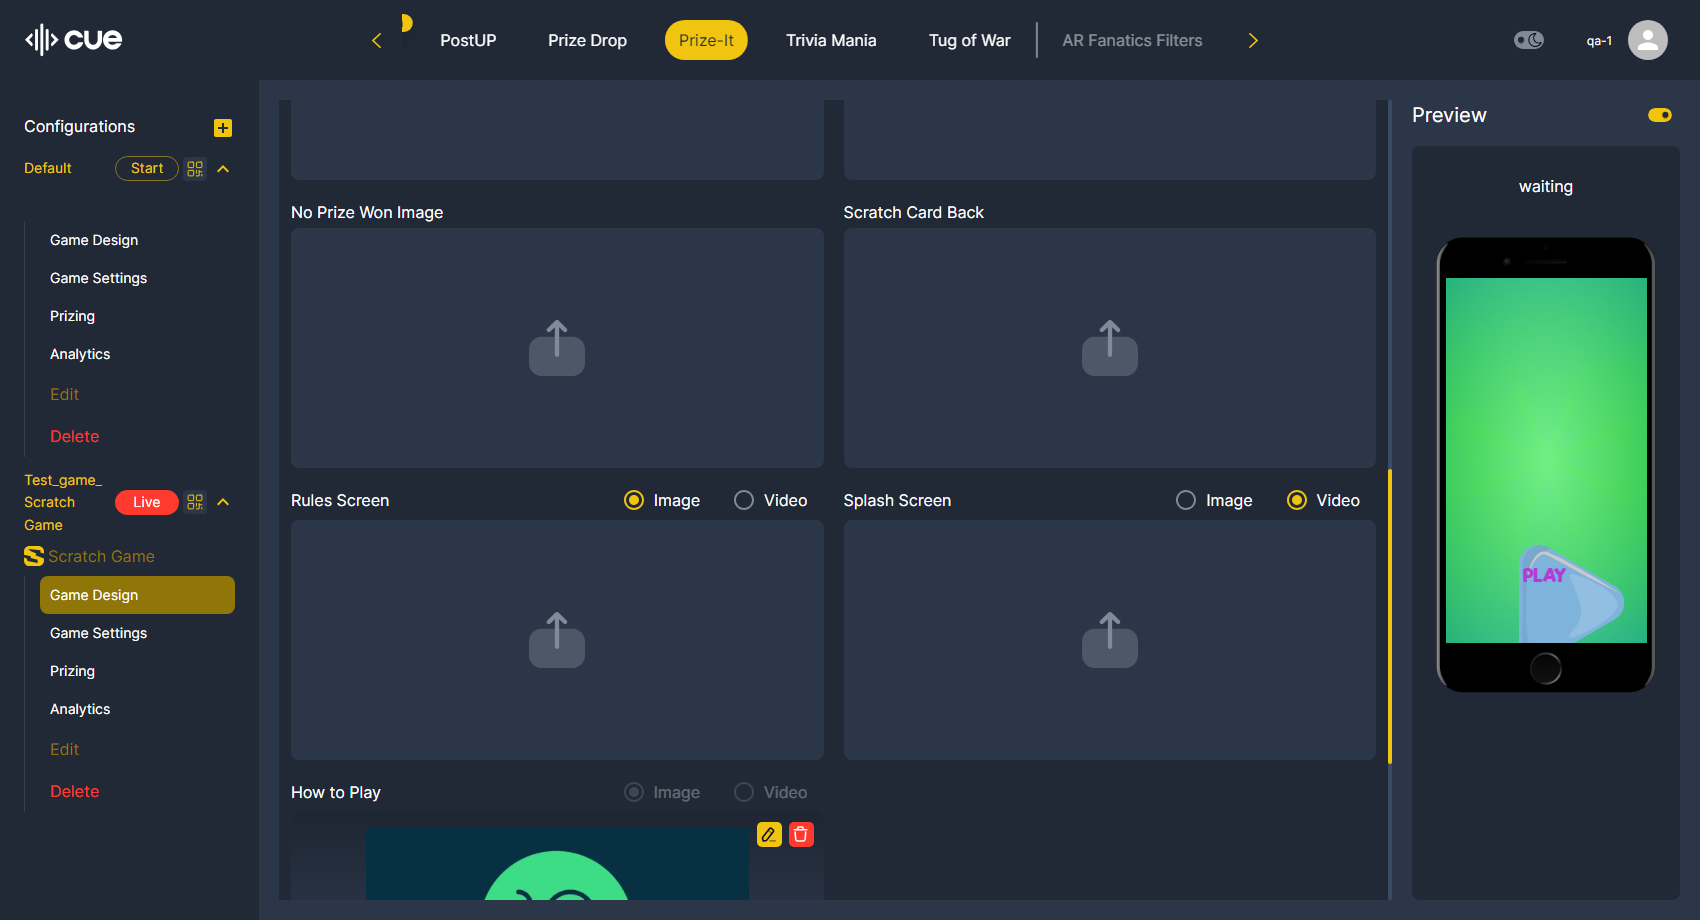 cue
PostUP
Prize Drop
Prize-It
Trivia Mania
Tug of War
AR Fanatics Filters
qa-1
Configurations
Default
Start
Game Design
Game Settings
Prizing
Analytics
Edit
Delete
Test_game_
Scratch
Game
Live
Scratch Game
Game Design
Game Settings
Prizing
Analytics
Edit
Delete
No Prize Won Image
Scratch Card Back
Rules Screen
Image
Video
Splash Screen
Image
Video
How to Play
Image
Video
Preview
waiting
PLAY